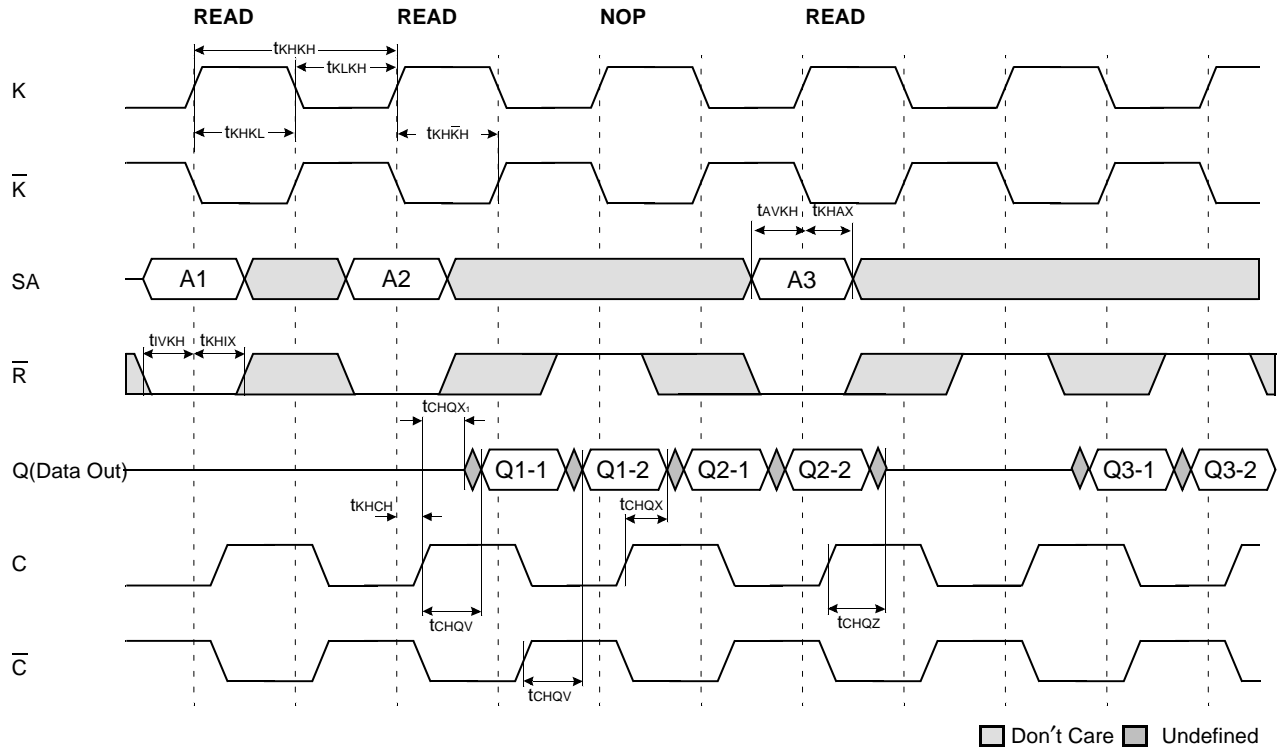 READ READ NOP READ
tKHKH
tKLKH
K
tKHKL tKHK̅H
K̅
tAVKH tKHAX
SA A1 A2 A3
tIVKH tKHIX
R̅
tCHQX1
Q(Data Out) Q1-1 Q1-2 Q2-1 Q2-2 Q3-1 Q3-2
tKHCH tCHQX
C
tCHQV tCHQZ
C̅
tCHQV
Don′t Care Undefined